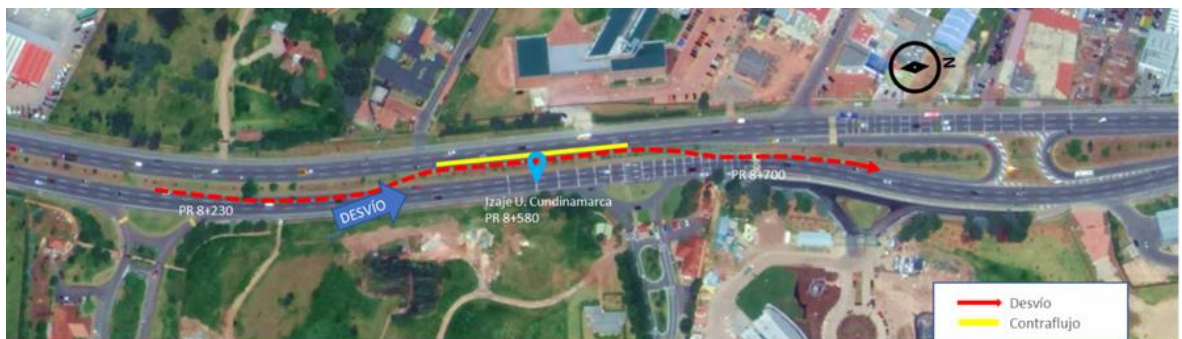 N
PR 8+230
DESVÍO
Izaje U. Cundinamarca
PR 8+580
PR 8+700
Desvío
Contraflujo